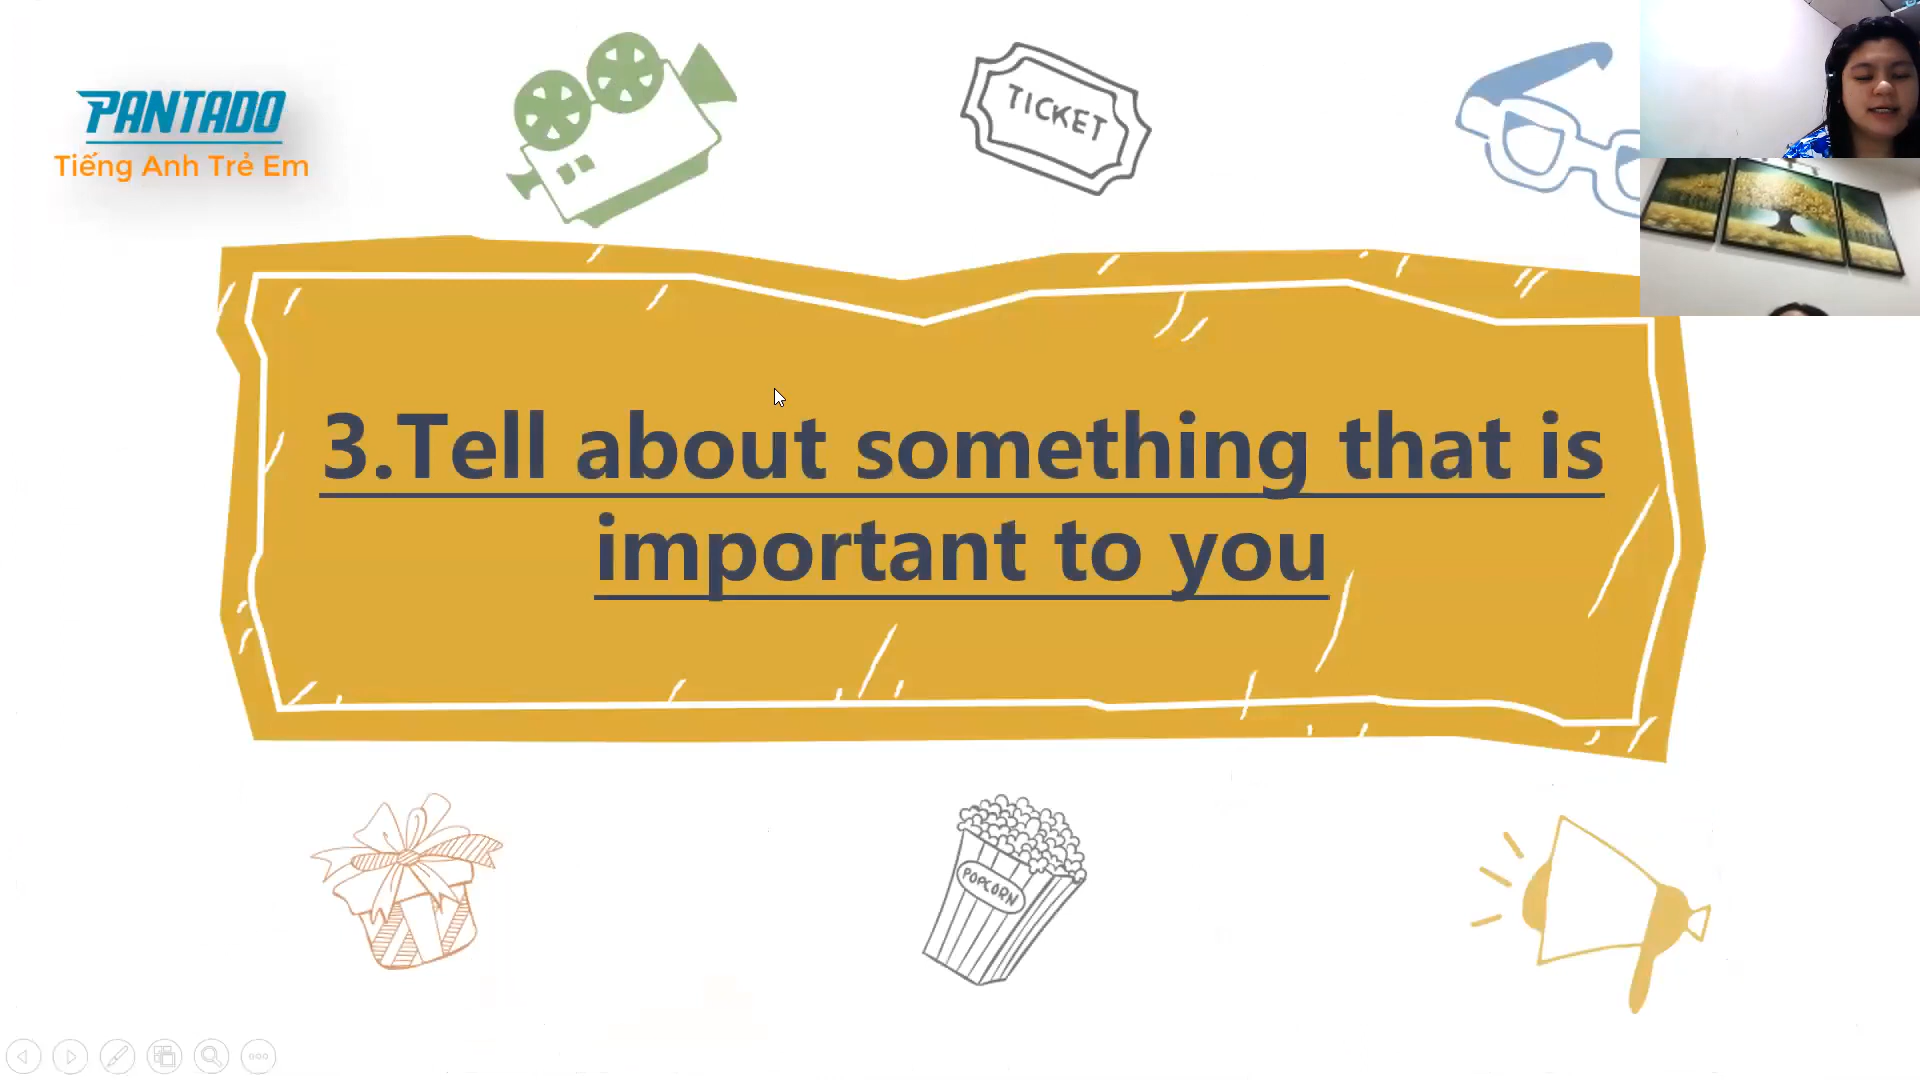 PANTADO
Tiếng Anh Trẻ Em
TICKET
3.Tell about something that is
important to you
POPCORN